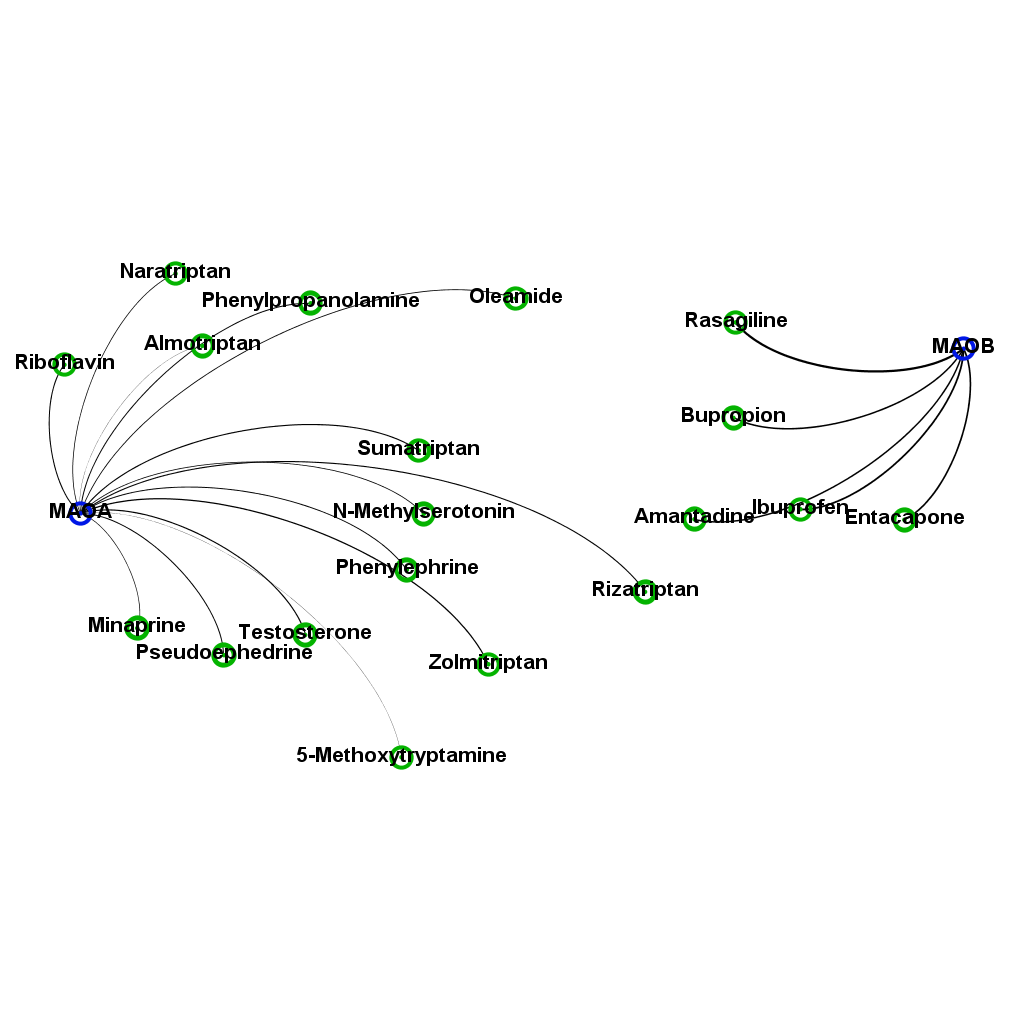 Naratriptan
Phenylpropanolamine
Oleamide
Rasagiline
Almotriptan
MAOB
Riboflavin
Bupropion
Sumatriptan
MAOA
N-Methylserotonin
Amantadine
Ibuprofen
Entacapone
Phenylephrine
Rizatriptan
Minaprine
Testosterone
Pseudoephedrine
Zolmitriptan
5-Methoxytryptamine